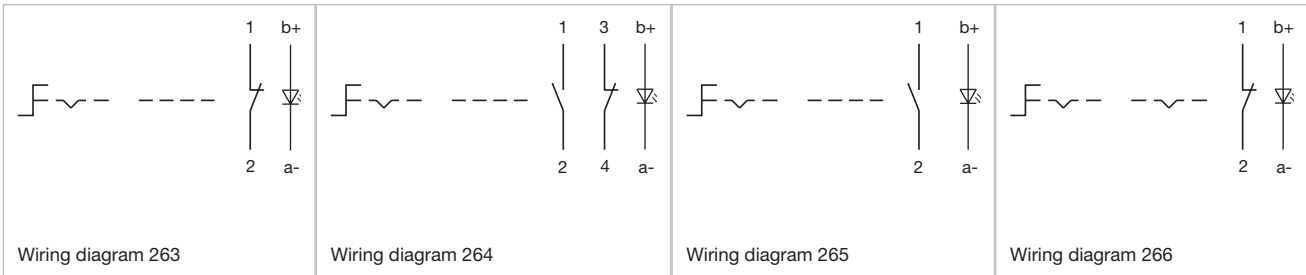 1 b+ 1 3 b+ 1 b+ 1 b+
2 a- 2 4 a- 2 a- 2 a-
Wiring diagram 263 Wiring diagram 264 Wiring diagram 265 Wiring diagram 266